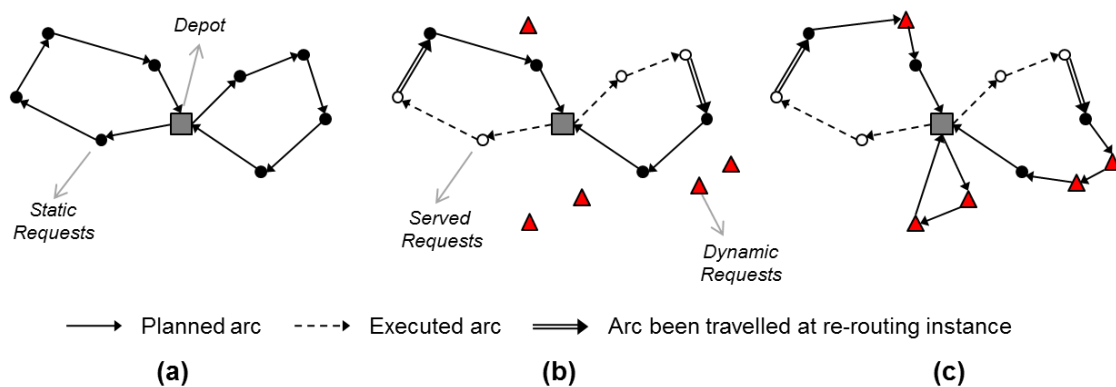 Depot
Static
Requests
Served
Requests
Dynamic
Requests
Planned arc
Executed arc
Arc been travelled at re-routing instance
(a)
(b)
(c)